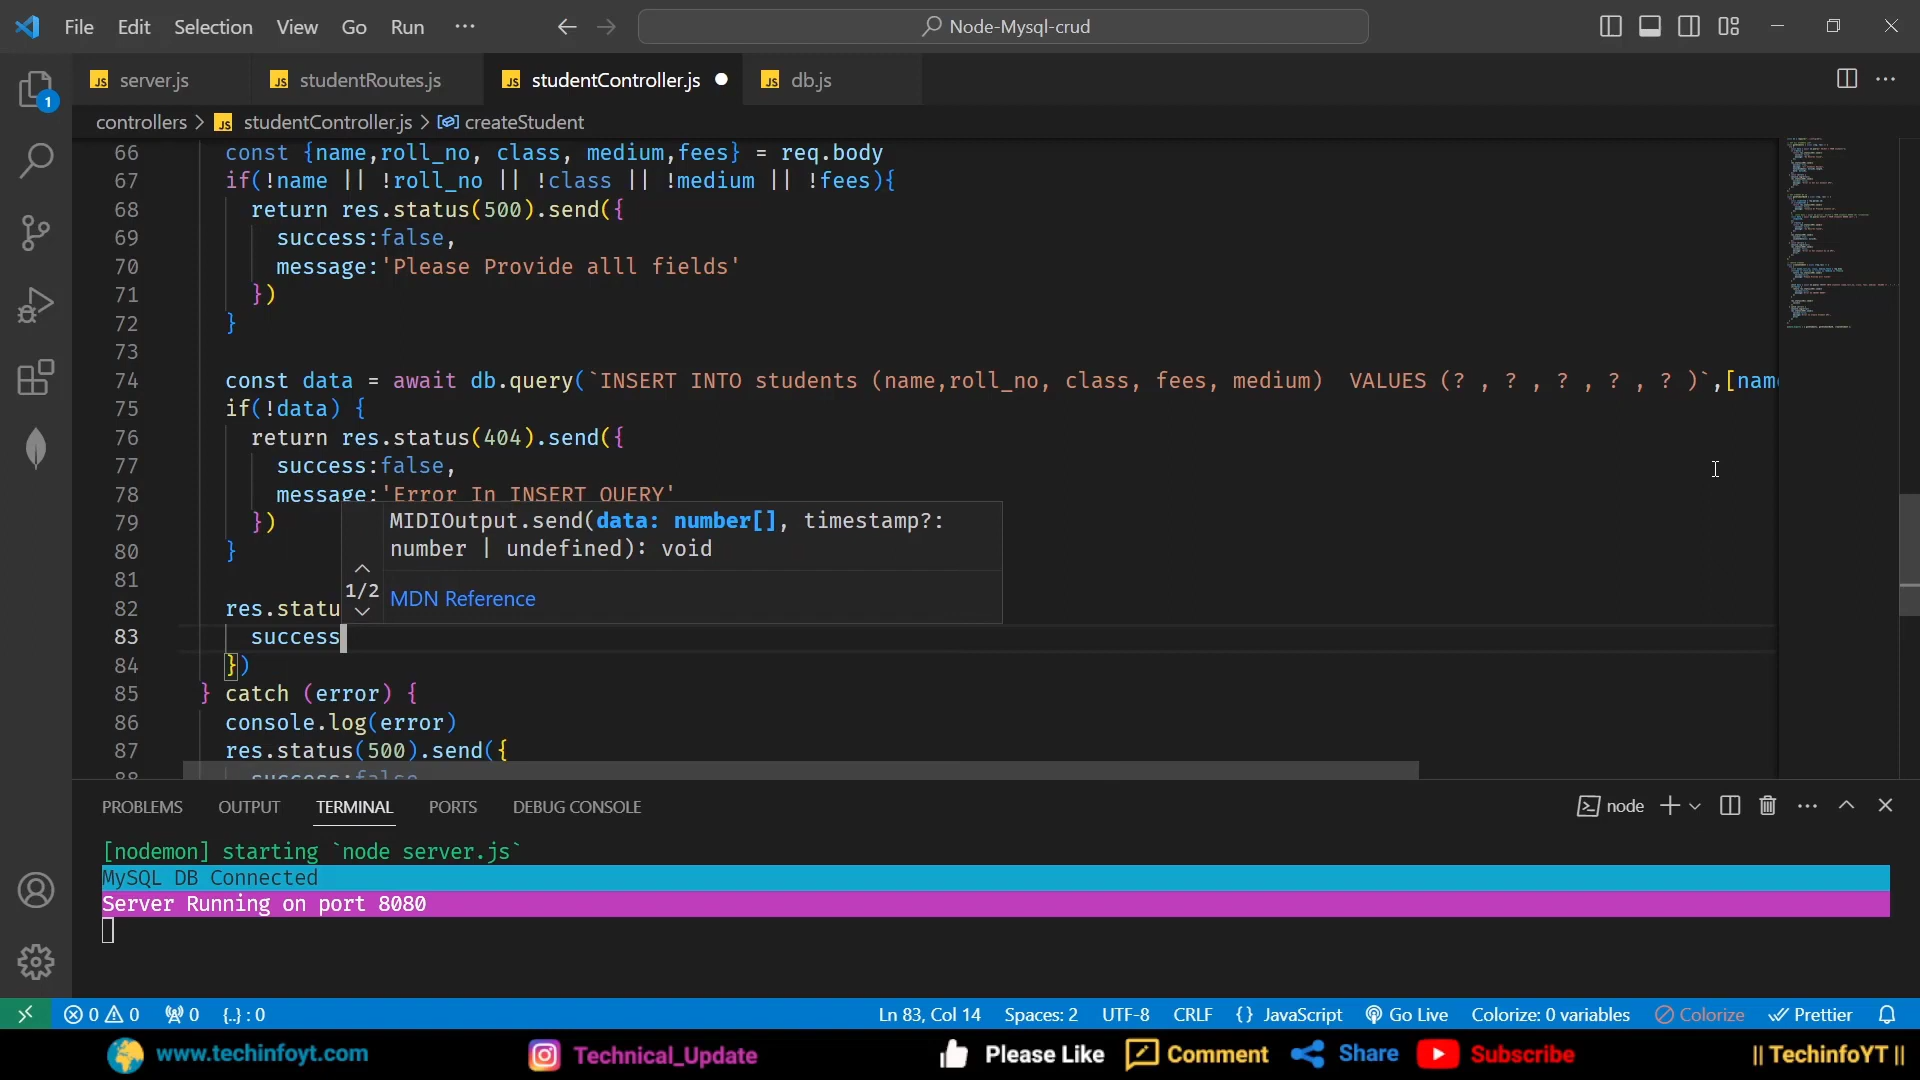 File Edit Selection View Go Run ··· Node-Mysql-crud
JS server.js JS studentRoutes.js JS studentController.js JS db.js
1
controllers > JS studentController.js > createStudent
66 const {name,roll_no, class, medium,fees} = req.body
67 if(!name || !roll_no || !class || !medium || !fees){
68 return res.status(500).send({
69 success:false,
70 message:'Please Provide alll fields'
71 })
72 }
73
74 const data = await db.query(`INSERT INTO students (name,roll_no, class, fees, medium)  VALUES (? , ? , ? , ? , ? )`,[nam
75 if(!data) {
76 return res.status(404).send({
77 success:false,
78 message:'Error In INSERT QUERY'
79 })
80 }
81
82 res.statu
83 success
84 })
85 } catch (error) {
86 console.log(error)
87 res.status(500).send({
88 success:false
MIDIOutput.send(data: number[], timestamp?:
number | undefined): void
1/2 MDN Reference
PROBLEMS OUTPUT TERMINAL PORTS DEBUG CONSOLE node
[nodemon] starting `node server.js`
MySQL DB Connected
Server Running on port 8080
0 0 0 {..} : 0 Ln 83, Col 14 Spaces: 2 UTF-8 CRLF {} JavaScript Go Live Colorize: 0 variables Colorize Prettier
www.techinfoyt.com Technical_Update Please Like Comment Share Subscribe || TechinfoYT ||